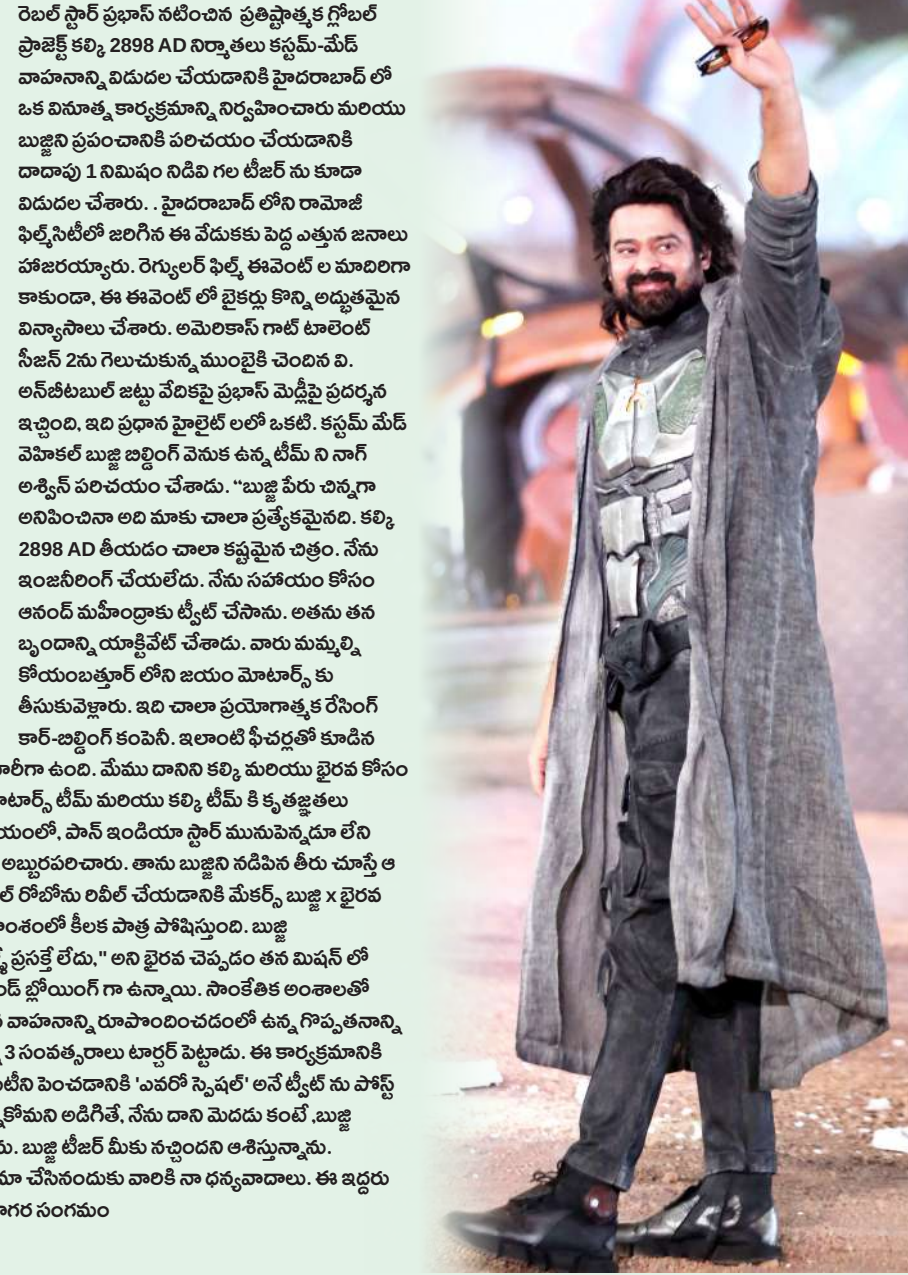 రెబల్ స్టార్ ప్రభాస్ నటించిన ప్రతిష్టాత్మక గ్లోబల్
ప్రాజెక్ట్ కల్కి 2898 AD నిర్మాతలు కస్టమ్-మేడ్
వాహనాన్ని విడుదల చేయడానికి హైదరాబాద్ లో
ఒక వినూత్న కార్యక్రమాన్ని నిర్వహించారు మరియు
బుజ్జిని ప్రపంచానికి పరిచయం చేయడానికి
దాదాపు 1 నిమిషం నిడివి గల టీజర్ ను కూడా
విడుదల చేశారు. . హైదరాబాద్ లోని రామోజీ
ఫిల్మ్‌సిటీలో జరిగిన ఈ వేడుకకు పెద్ద ఎత్తున జనాలు
హాజరయ్యారు. రెగ్యులర్ ఫిల్మ్ ఈవెంట్ ల మాదిరిగా
కాకుండా, ఈ ఈవెంట్ లో బైకర్లు కొన్ని అద్భుతమైన
విన్యాసాలు చేశారు. అమెరికాస్ గాట్ టాలెంట్
సీజన్ 2ను గెలుచుకున్న ముంబైకి చెందిన వి.
అన్‌బీటబుల్ జట్టు వేదికపై ప్రభాస్ మెడ్లీపై ప్రదర్శన
ఇచ్చింది, ఇది ప్రధాన హైలైట్ లలో ఒకటి. కస్టమ్ మేడ్
వెహికల్ బుజ్జి బిల్డింగ్ వెనుక ఉన్న టీమ్ ని నాగ్
అశ్విన్ పరిచయం చేశాడు. “బుజ్జి పేరు చిన్నగా
అనిపించినా అది మాకు చాలా ప్రత్యేకమైనది. కల్కి
2898 AD తీయడం చాలా కష్టమైన చిత్రం. నేను
ఇంజనీరింగ్ చేయలేదు. నేను సహాయం కోసం
ఆనంద్ మహీంద్రాకు ట్వీట్ చేసాను. అతను తన
బృందాన్ని యాక్టివేట్ చేశాడు. వారు మమ్మల్ని
కోయంబత్తూర్ లోని జయం మోటార్స్ కు
తీసుకువెళ్లారు. ఇది చాలా ప్రయోగాత్మక రేసింగ్
కార్-బిల్డింగ్ కంపెనీ. ఇలాంటి ఫీచర్లతో కూడిన
ారీగా ఉంది. మేము దానిని కల్కి మరియు భైరవ కోసం
ోటార్స్ టీమ్ మరియు కల్కి టీమ్ కి కృతజ్ఞతలు
యంలో, పాన్ ఇండియా స్టార్ మునుపెన్నడూ లేని
అబ్బురపరిచారు. తాను బుజ్జిని నడిపిన తీరు చూస్తే ఆ
ల్ రోబోను రివీల్ చేయడానికి మేకర్స్ బుజ్జి x భైరవ
ాంశంలో కీలక పాత్ర పోషిస్తుంది. బుజ్జి
ప్రసక్తే లేదు," అని భైరవ చెప్పడం తన మిషన్ లో
ండ్ బ్లోయింగ్ గా ఉన్నాయి. సాంకేతిక అంశాలతో
వాహనాన్ని రూపొందించడంలో ఉన్న గొప్పతనాన్ని
3 సంవత్సరాలు టార్చర్ పెట్టాడు. ఈ కార్యక్రమానికి
టీని పెంచడానికి 'ఎవరో స్పెషల్' అనే ట్వీట్ ను పోస్ట్
్నకోమని అడిగితే, నేను దాని మెదడు కంటే ,బుజ్జి
ను. బుజ్జి టీజర్ మీకు నచ్చిందని ఆశిస్తున్నాను.
మా చేసినందుకు వారికి నా ధన్యవాదాలు. ఈ ఇద్దరు
ాగర సంగమం